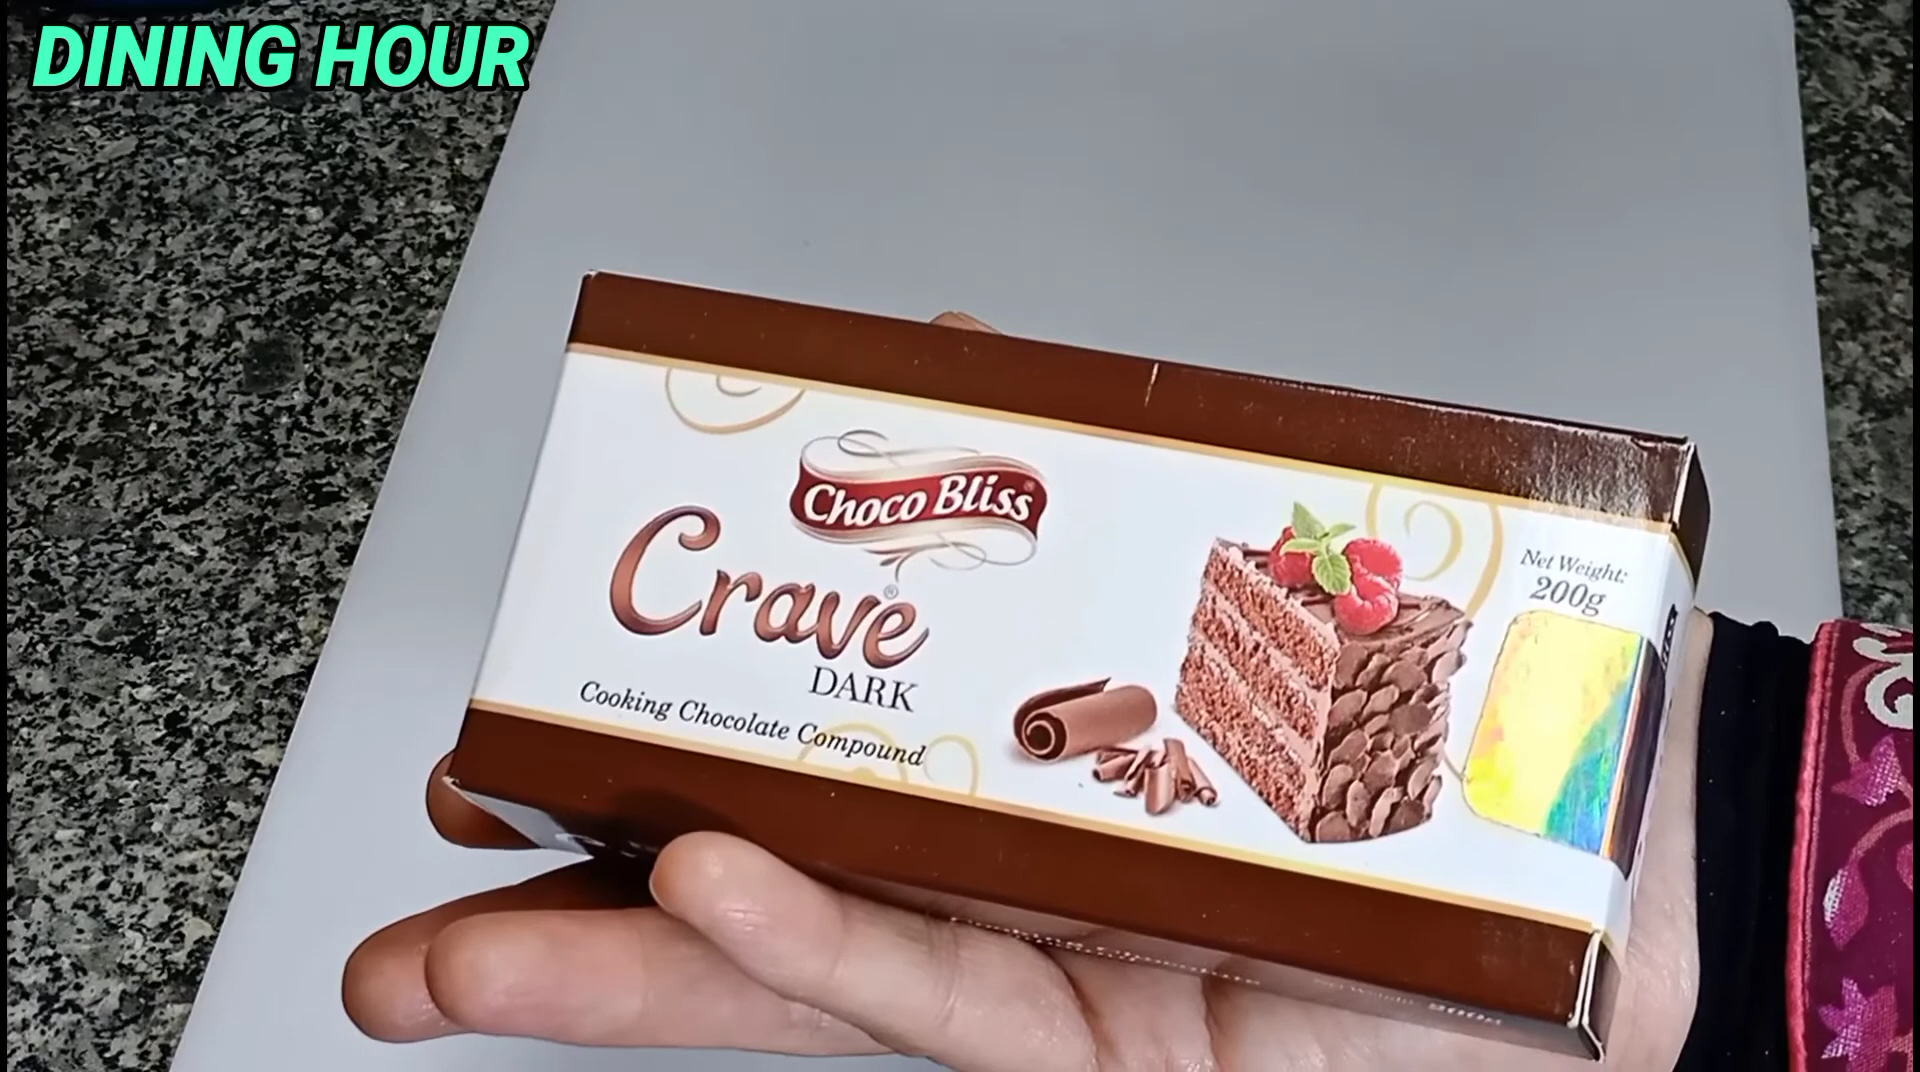 DINING HOUR
Choco Bliss®
Crave®
DARK
Cooking Chocolate Compound
Net Weight:
200g